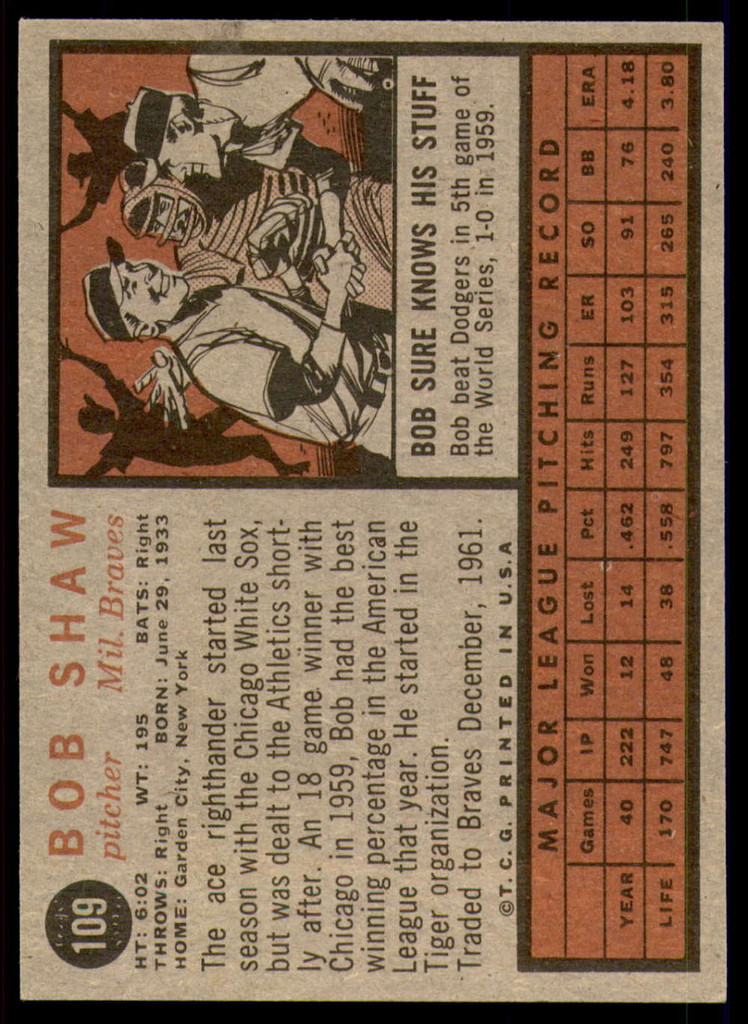 109
BOB SHAW
pitcher Mil. Braves
HT: 6:02 WT: 195 BATS: Right
THROWS: Right BORN: June 29, 1933
HOME: Garden City, New York
The ace righthander started last
season with the Chicago White Sox,
but was dealt to the Athletics short-
ly after. An 18 game winner with
Chicago in 1959, Bob had the best
winning percentage in the American
League that year. He started in the
Tiger organization.
Traded to Braves December, 1961.
©T. C. G. PRINTED IN U.S.A
BOB SURE KNOWS HIS STUFF
Bob beat Dodgers in 5th game of
the World Series, 1-0 in 1959.
MAJOR LEAGUE PITCHING RECORD
Games IP Won Lost Pct Hits Runs ER SO BB ERA
YEAR 40 222 12 14 .462 249 127 103 91 76 4.18
LIFE 170 747 48 38 .558 797 354 315 265 240 3.80